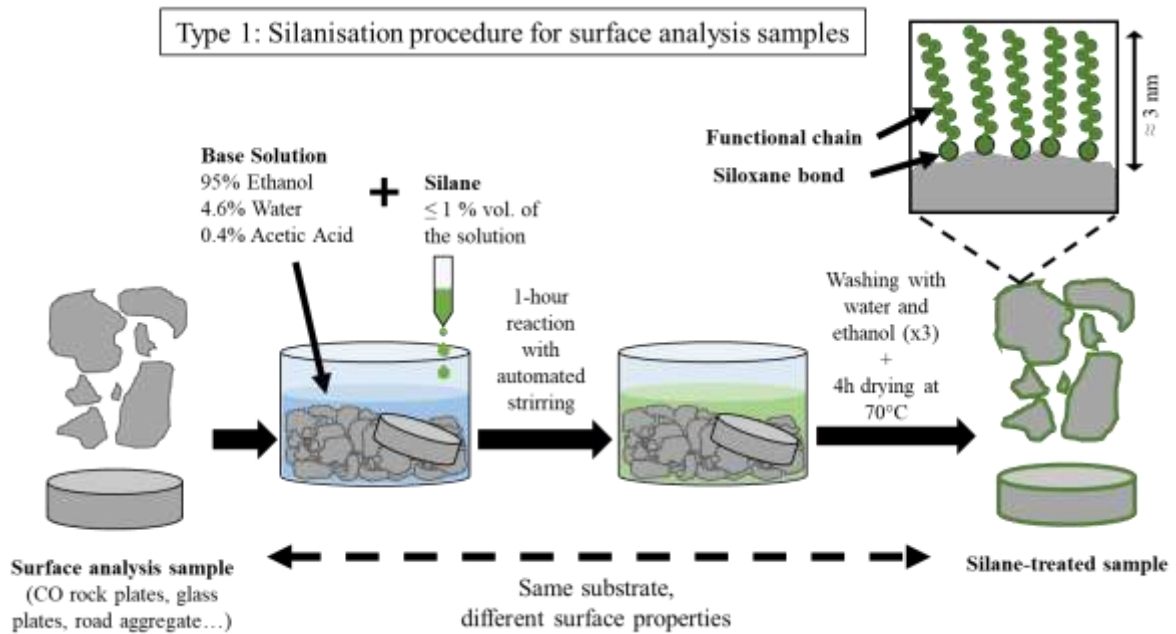 Type 1: Silanisation procedure for surface analysis samples
Base Solution
95% Ethanol
4.6% Water
0.4% Acetic Acid
+
Silane
≤ 1 % vol. of
the solution
1-hour
reaction
with
automated
strirring
Washing with
water and
ethanol (x3)
+
4h drying at
70°C
Functional chain
Siloxane bond
≈ 3 nm
Surface analysis sample
(CO rock plates, glass
plates, road aggregate…)
Same substrate,
different surface properties
Silane-treated sample